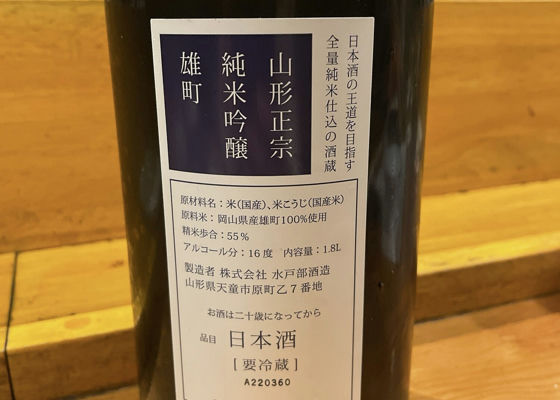 日本酒の王道を目指す
全量純米仕込の酒蔵
山形正宗
純米吟醸
雄町
原材料名：米(国産)、米こうじ(国産米)
原料米：岡山県産雄町100%使用
精米歩合：55%
アルコール分：16度 内容量：1.8L
製造者 株式会社 水戸部酒造
山形県天童市原町乙7番地
お酒は二十歳になってから
品目 日本酒
[要冷蔵]
A220360